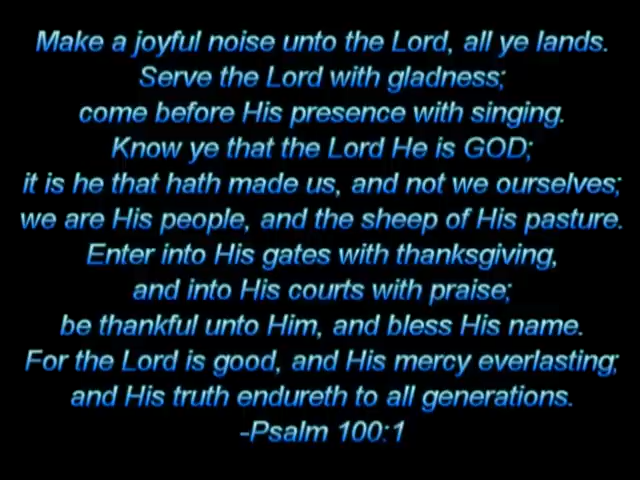 Make a joyful noise unto the Lord, all ye lands.
Serve the Lord with gladness;
come before His presence with singing.
Know ye that the Lord He is GOD;
it is he that hath made us, and not we ourselves;
we are His people, and the sheep of His pasture.
Enter into His gates with thanksgiving,
and into His courts with praise;
be thankful unto Him, and bless His name.
For the Lord is good, and His mercy everlasting;
and His truth endureth to all generations.
-Psalm 100:1